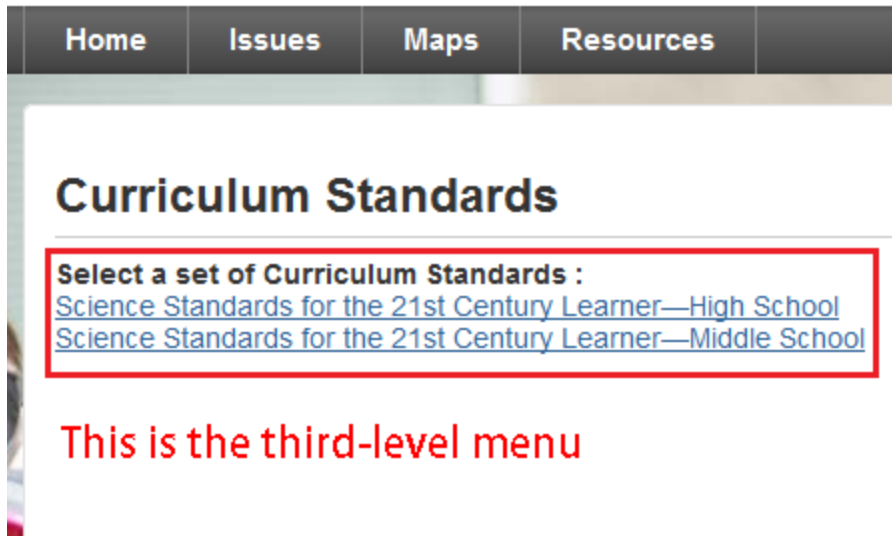 Home Issues Maps Resources
Curriculum Standards
Select a set of Curriculum Standards :
Science Standards for the 21st Century Learner—High School
Science Standards for the 21st Century Learner—Middle School
This is the third-level menu